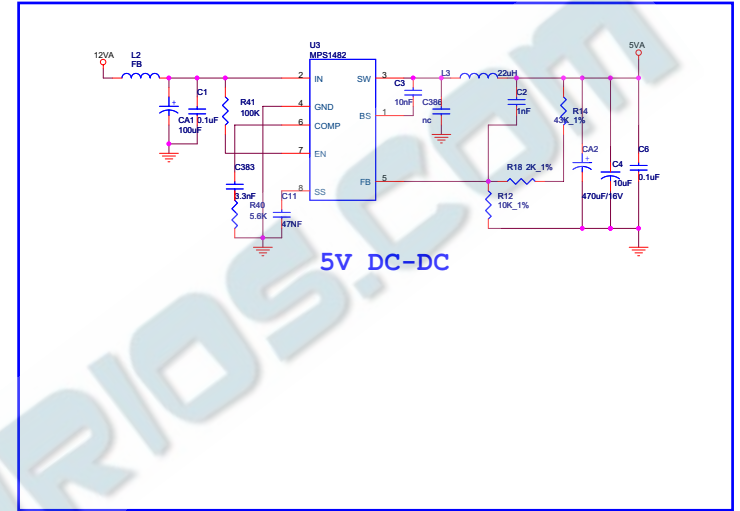 U3
MPS1482
12VA
L2
FB
5VA
2 IN
SW 3
4 GND
6 COMP
BS 1
7 EN
8 SS
FB 5
C1
0.1uF
CA1
100uF
R41
100K
C383
3.3nF
R40
5.6K
C11
47NF
C3
10nF
L3
22uH
C386
nc
C2
1nF
R14
43K_1%
R18 2K_1%
R12
10K_1%
CA2
470uF/16V
C4
10uF
C6
0.1uF
5V DC-DC
RIOS.COM